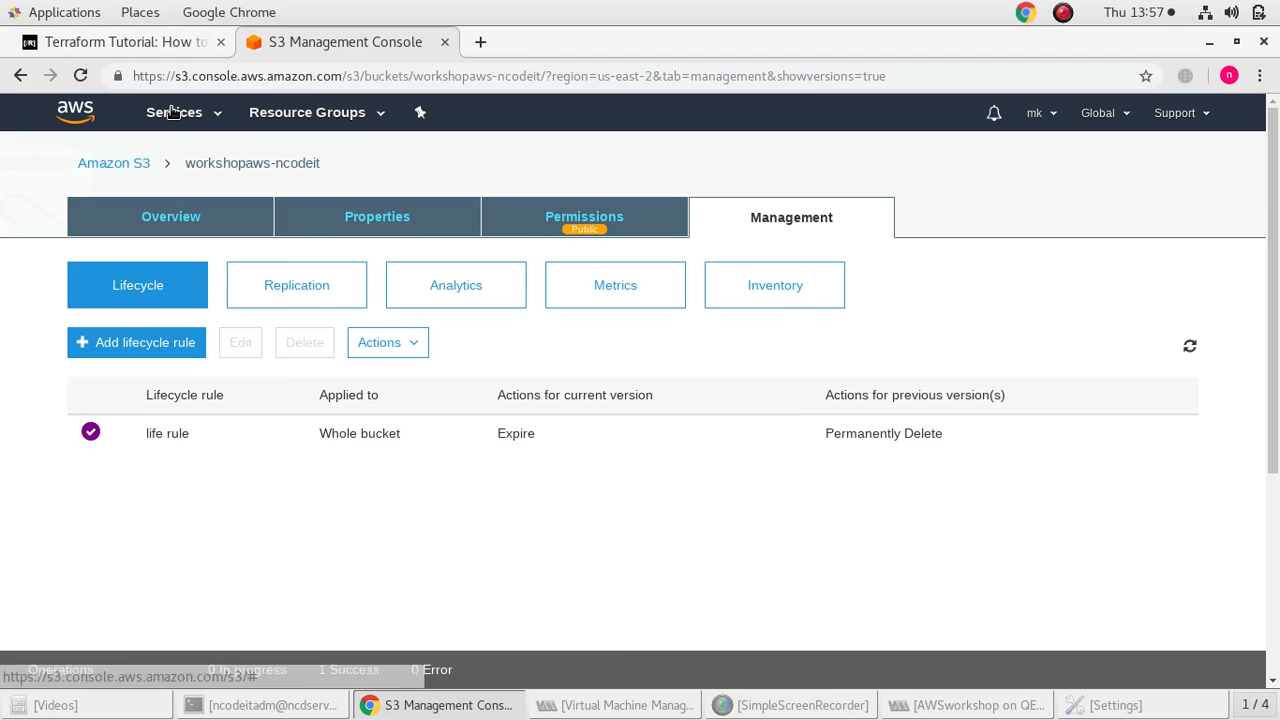 Applications Places Google Chrome Thu 13:57
Terraform Tutorial: How to S3 Management Console
https://s3.console.aws.amazon.com/s3/buckets/workshopaws-ncodeit/?region=us-east-2&tab=management&showversions=true n
aws Services Resource Groups mk Global Support
Amazon S3 workshopaws-ncodeit
Overview Properties Permissions Management
Public
Lifecycle Replication Analytics Metrics Inventory
Add lifecycle rule Edit Delete Actions
Lifecycle rule Applied to Actions for current version Actions for previous version(s)
life rule Whole bucket Expire Permanently Delete
Operations 0 In progress 1 Success 0 Error
https://s3.console.aws.amazon.com/s3/#
[Videos] [ncodeitadm@ncdserv... S3 Management Cons... [Virtual Machine Manag... [SimpleScreenRecorder] [AWSworkshop on QE... [Settings] 1 / 4